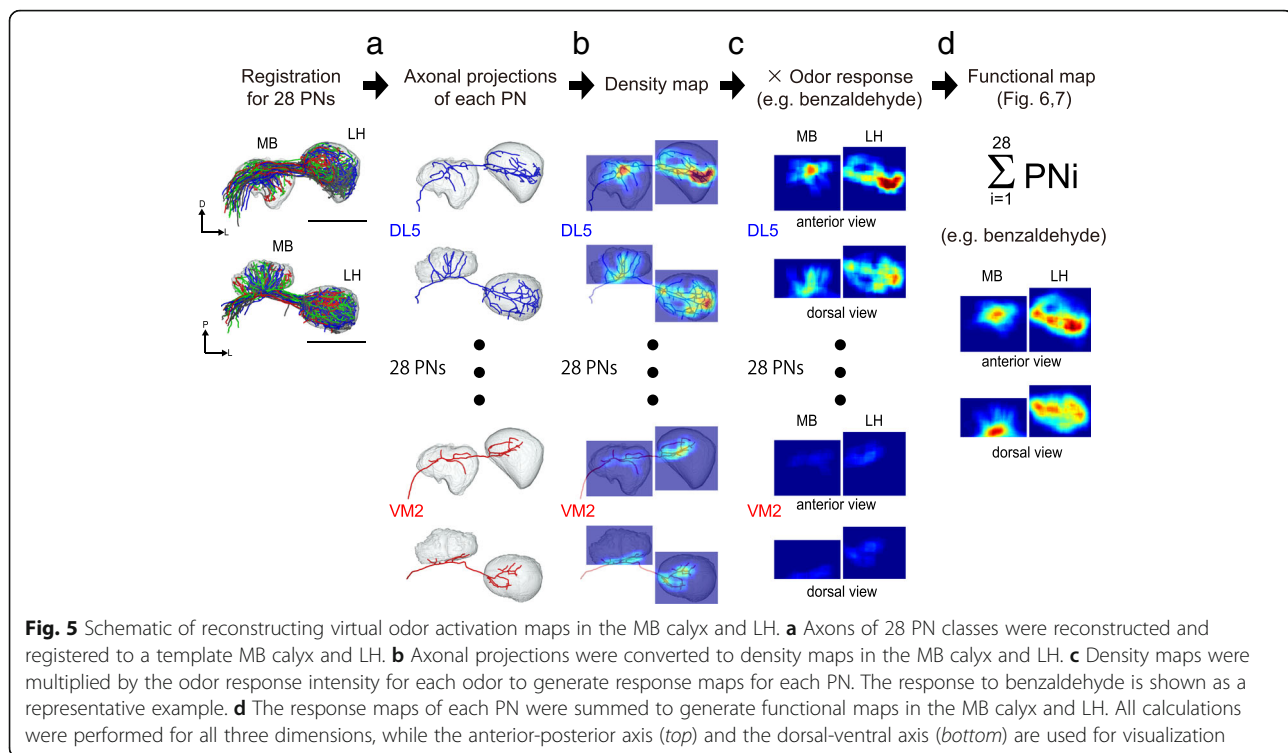 a
b
c
d
Registration
for 28 PNs
Axonal projections
of each PN
Density map
× Odor response
(e.g. benzaldehyde)
Functional map
(Fig. 6,7)
MB
LH
D
L
MB
LH
P
L
DL5
28 PNs
VM2
DL5
28 PNs
VM2
MB LH
anterior view
DL5
dorsal view
28 PNs
MB LH
anterior view
VM2
dorsal view
28
∑ PNi
i=1
(e.g. benzaldehyde)
MB LH
anterior view
dorsal view
Fig. 5 Schematic of reconstructing virtual odor activation maps in the MB calyx and LH. a Axons of 28 PN classes were reconstructed and
registered to a template MB calyx and LH. b Axonal projections were converted to density maps in the MB calyx and LH. c Density maps were
multiplied by the odor response intensity for each odor to generate response maps for each PN. The response to benzaldehyde is shown as a
representative example. d The response maps of each PN were summed to generate functional maps in the MB calyx and LH. All calculations
were performed for all three dimensions, while the anterior-posterior axis (top) and the dorsal-ventral axis (bottom) are used for visualization